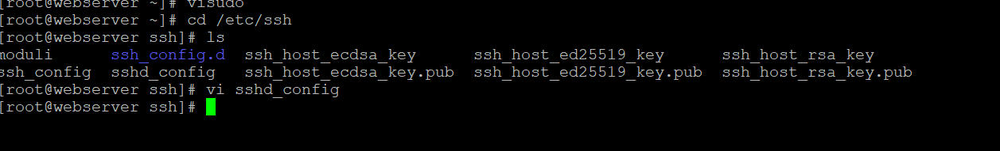 [root@webserver ~]# visudo
[root@webserver ~]# cd /etc/ssh
[root@webserver ssh]# ls
moduli ssh_config.d ssh_host_ecdsa_key ssh_host_ed25519_key ssh_host_rsa_key
ssh_config sshd_config ssh_host_ecdsa_key.pub ssh_host_ed25519_key.pub ssh_host_rsa_key.pub
[root@webserver ssh]# vi sshd_config
[root@webserver ssh]#